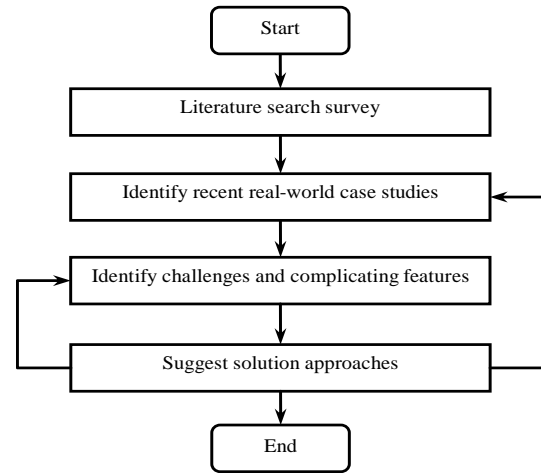 Start
Literature search survey
Identify recent real-world case studies
Identify challenges and complicating features
Suggest solution approaches
End